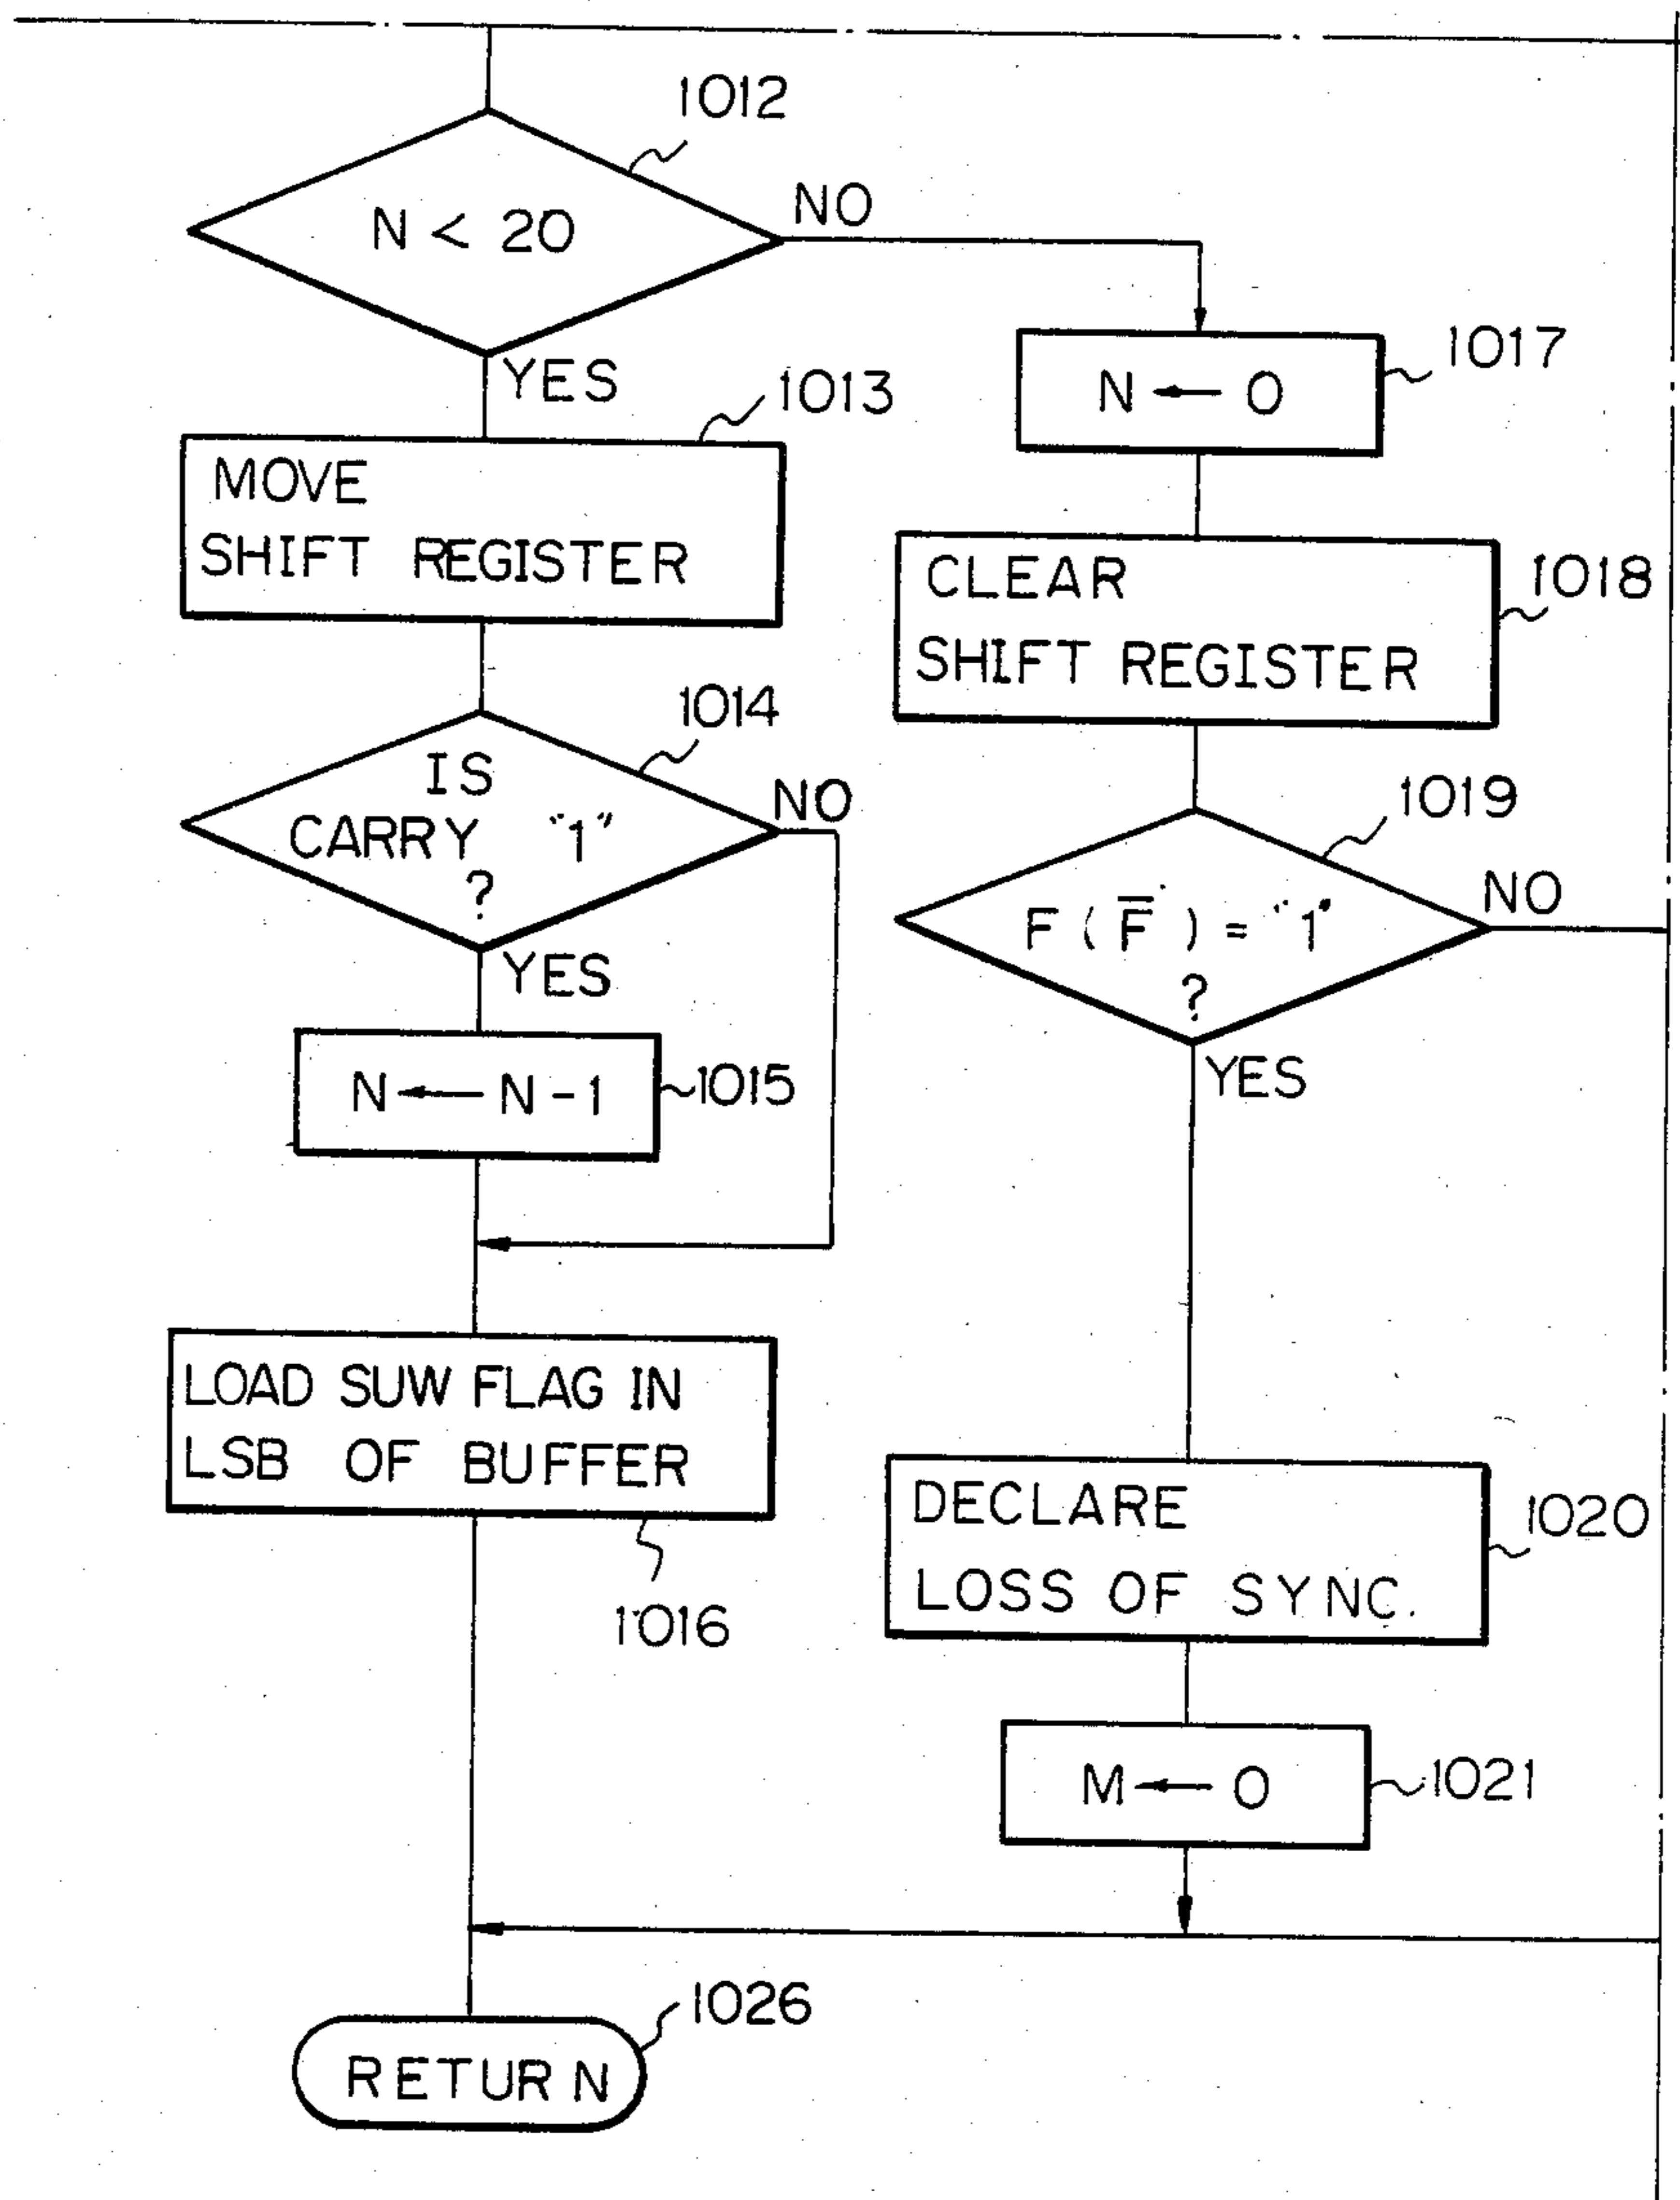 1012
N < 20
NO
YES
1013
MOVE
SHIFT REGISTER
1014
IS
CARRY "1"
?
NO
YES
N ← N - 1
1015
LOAD SUW FLAG IN
LSB OF BUFFER
1016
1017
N ← 0
1018
CLEAR
SHIFT REGISTER
1019
F ( F̅ ) = "1"
?
NO
YES
DECLARE
LOSS OF SYNC.
1020
M ← 0
1021
1026
RETURN